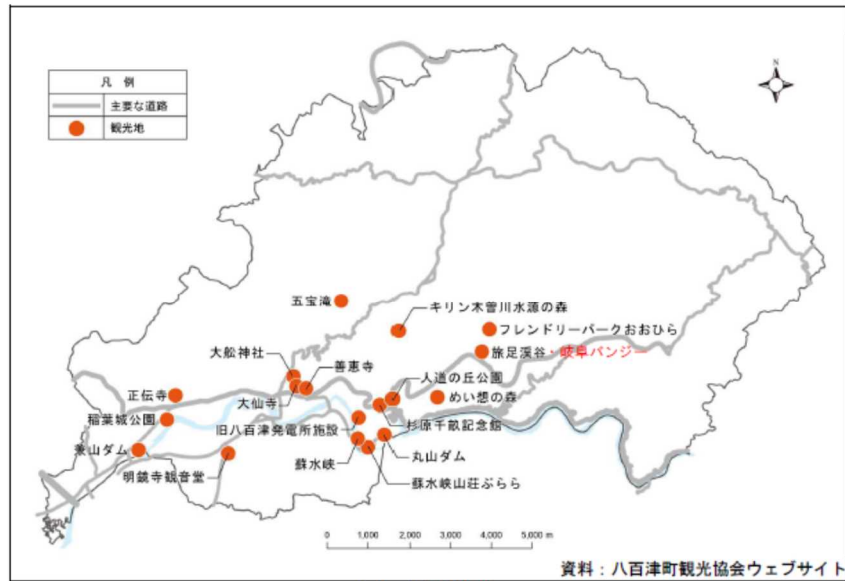 凡 例
主要な道路
観光地
N
五宝滝
キリン木曽川水源の森
フレンドリーパークおおひら
大舩神社
旅足渓谷・岐阜バンジー
善恵寺
人道の丘公園
正伝寺
大仙寺
めい想の森
稲葉城公園
旧八百津発電所施設
杉原千畝記念館
兼山ダム
丸山ダム
明鏡寺観音堂
蘇水峡
蘇水峡山荘ぶらら
0 1,000 2,000 3,000 4,000 5,000 m
資料：八百津町観光協会ウェブサイト